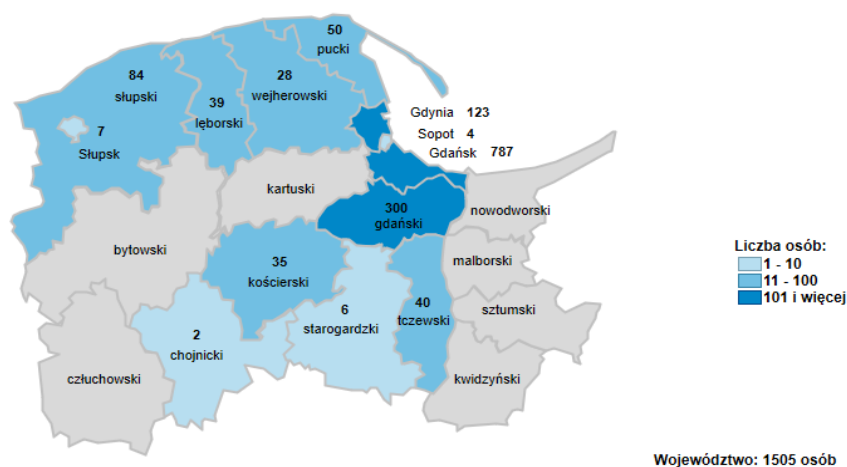 50
pucki
84
słupski
28
wejherowski
39
lęborski
Gdynia 123
Sopot 4
Gdańsk 787
7
Słupsk
kartuski
300
gdański
nowodworski
bytowski
malborski
35
kościerski
Liczba osób:
1 - 10
11 - 100
101 i więcej
40
tczewski
6
starogardzki
sztumski
2
chojnicki
człuchowski
kwidzyński
Województwo: 1505 osób